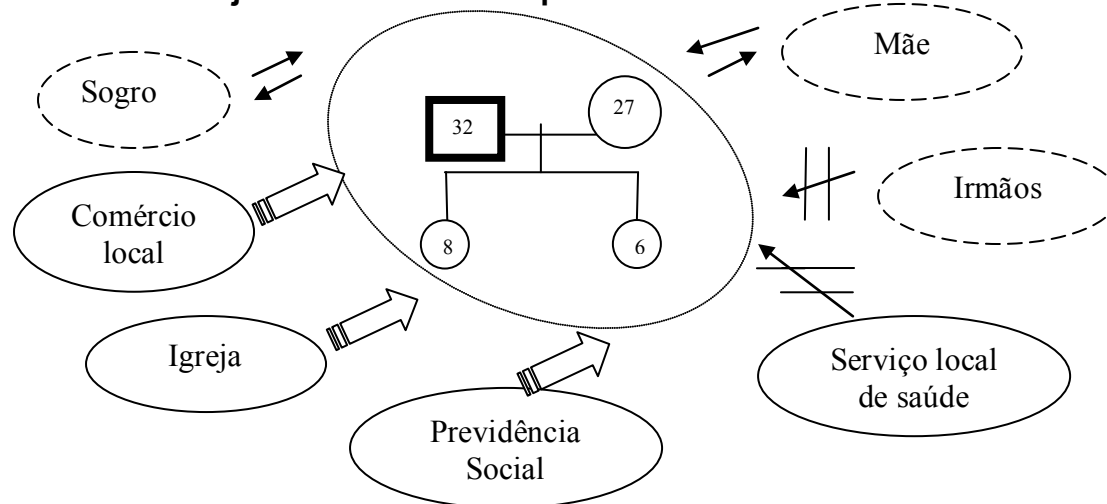 Sogro
Mãe
32
27
Comércio
local
Irmãos
8
6
Igreja
Serviço local
de saúde
Previdência
Social